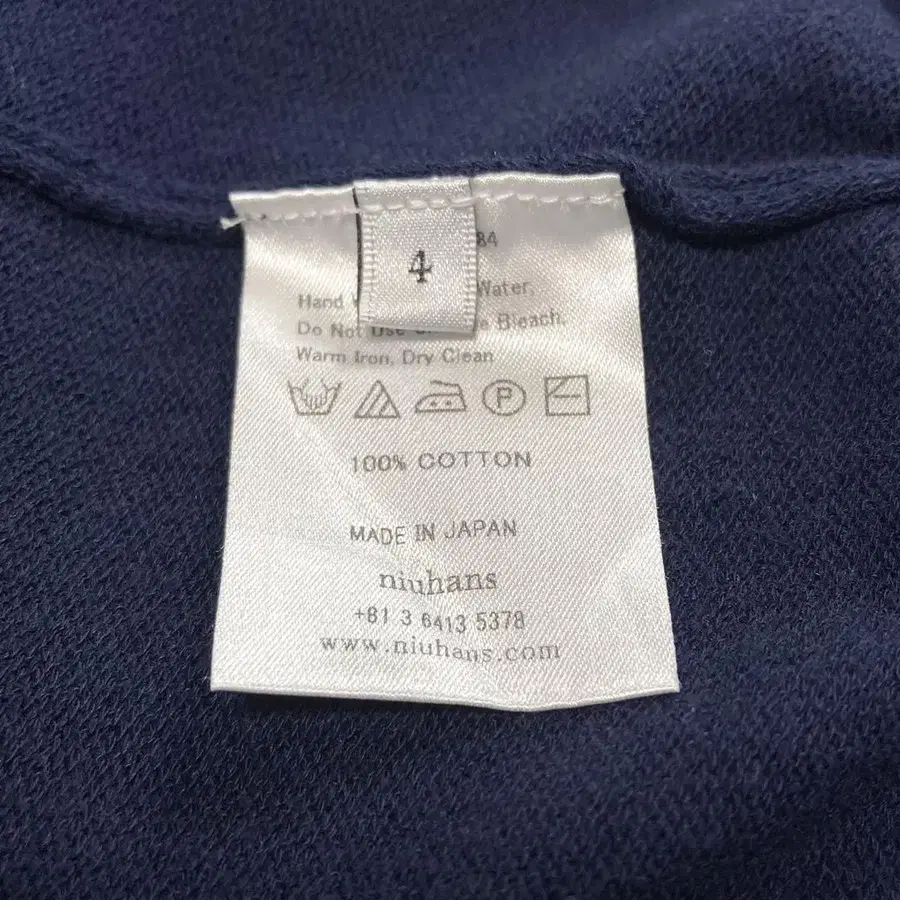 84
4
Hand Water.
Do Not Use Bleach.
Warm Iron, Dry Clean
P
100% COTTON
MADE IN JAPAN
niuhans
+81 3 6413 5378
www.niuhans.com